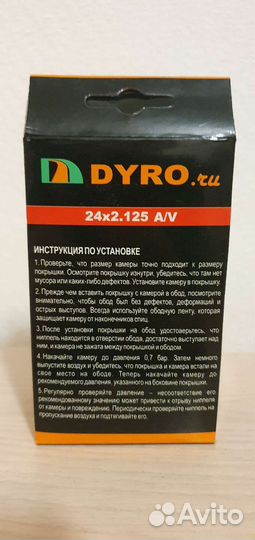 DYRO.ru
24x2.125 A/V
ИНСТРУКЦИЯ ПО УСТАНОВКЕ
1. Проверьте, что размер камеры точно подходит к размеру
покрышки. Осмотрите покрышку изнутри, убедитесь, что там нет
мусора или каких-либо дефектов. Установите камеру в покрышку.
2. Прежде чем вставить покрышку с камерой в обод, посмотрите
внимательно, чтобы обод был без дефектов, деформаций и
острых выступов. Всегда используйте ободную ленту, которая
защищает камеру от наконечников спиц.
3.После установки покрышки на обод удостоверьтесь, что
ниппель находится в отверстии обода, достаточно выступает над
ним, и камера не зажата между покрышкой и ободом.
4. Накачайте камеру до давления 0,7 бар. Затем немного
выпустите воздух и убедитесь, что покрышка и камера встали на
свое место на ободе. Теперь накачайте камеру до
рекомендуемого давления, указанного на боковине покрышки.
5. Регулярно проверяйте давление – несоответствие его
рекомендованному значению может привести к отрыву ниппеля
от камеры и повреждению. Периодически проверяйте ниппель на
пропускание воздуха и подтягивайте его.
Avito